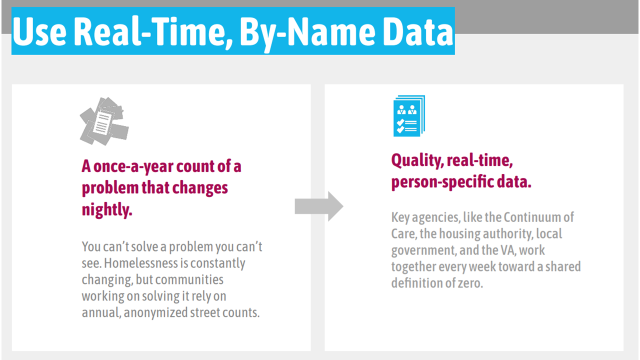 Use Real-Time, By-Name Data
A once-a-year count of a
problem that changes
nightly.
You can’t solve a problem you can’t
see. Homelessness is constantly
changing, but communities
working on solving it rely on
annual, anonymized street counts.
Quality, real-time,
person-specific data.
Key agencies, like the Continuum of
Care, the housing authority, local
government, and the VA, work
together every week toward a shared
definition of zero.